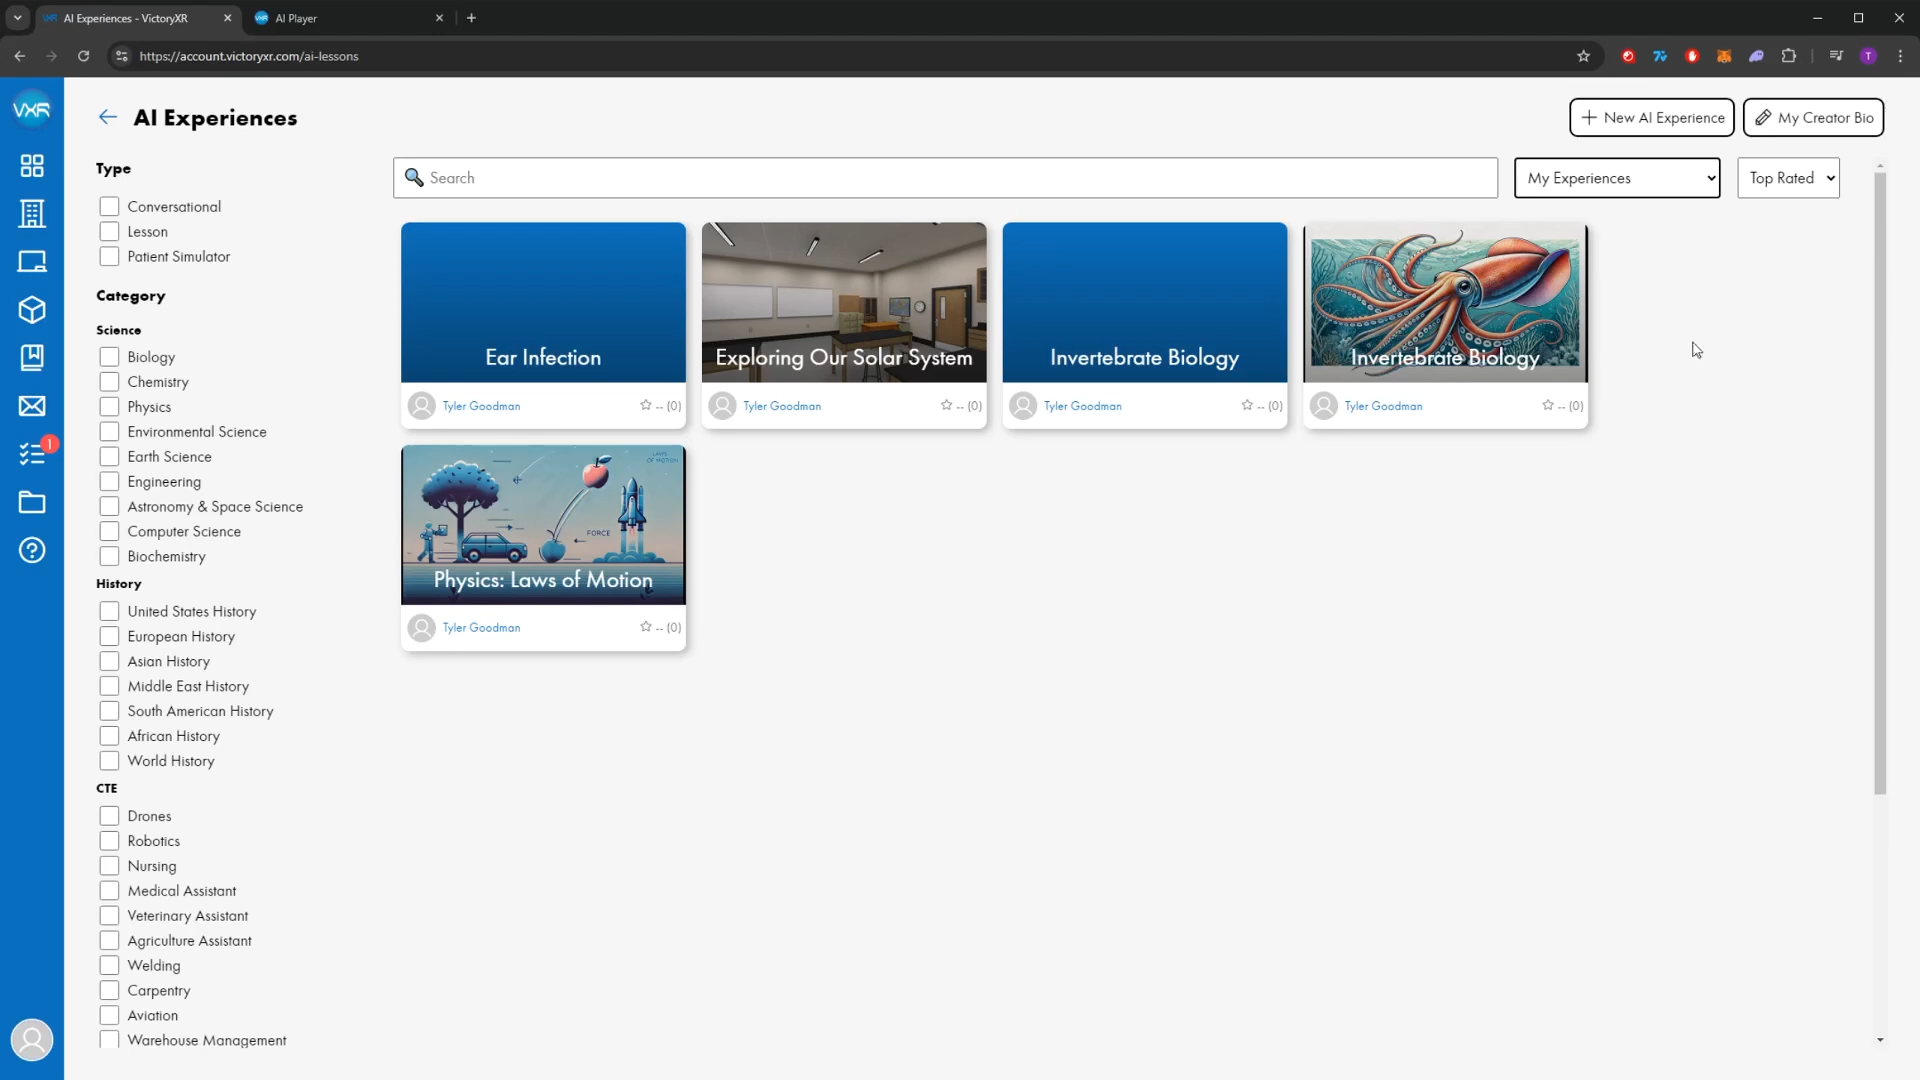 AI Experiences - VictoryXR
AI Player
https://account.victoryxr.com/ai-lessons
T
VXR
AI Experiences
New AI Experience
My Creator Bio
Type
Conversational
Lesson
Patient Simulator
Category
Science
Biology
Chemistry
Physics
Environmental Science
Earth Science
Engineering
Astronomy & Space Science
Computer Science
Biochemistry
History
United States History
European History
Asian History
Middle East History
South American History
African History
World History
CTE
Drones
Robotics
Nursing
Medical Assistant
Veterinary Assistant
Agriculture Assistant
Welding
Carpentry
Aviation
Warehouse Management
1
Search
My Experiences
Top Rated
Ear Infection
Tyler Goodman
-- (0)
Exploring Our Solar System
Tyler Goodman
-- (0)
Invertebrate Biology
Tyler Goodman
-- (0)
Invertebrate Biology
Tyler Goodman
-- (0)
LAWS
OF MOTION
FORCE
Physics: Laws of Motion
Tyler Goodman
-- (0)